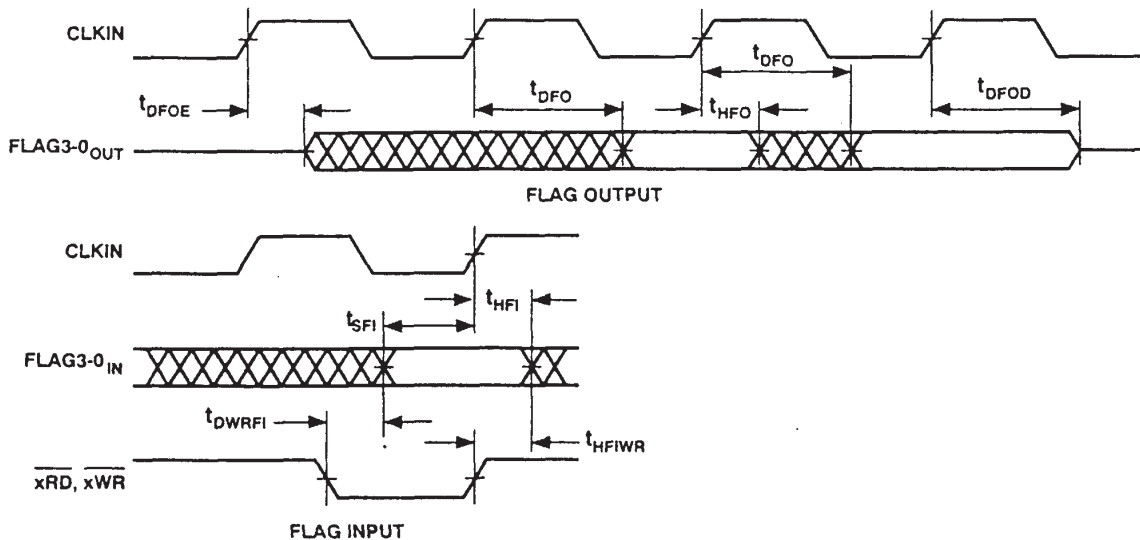 CLKIN
tDFO
tDFOE
tDFO
tHFO
tDFOD
FLAG3-0OUT
FLAG OUTPUT
CLKIN
tHFI
tSFI
FLAG3-0IN
tDWRFI
tHFIWR
xRD, xWR
FLAG INPUT